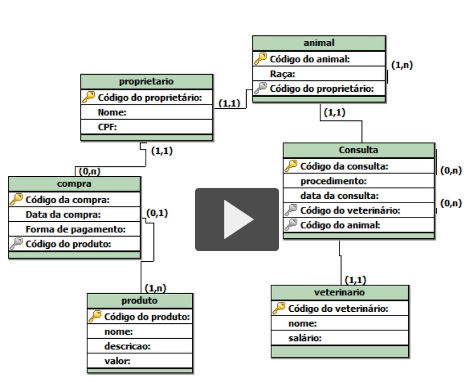 animal
Código do animal:
Raça:
Código do proprietário:
(1,n)
proprietario
Código do proprietário:
Nome:
CPF:
(1,1)
(1,1)
(1,1)
Consulta
Código da consulta:
procedimento:
data da consulta:
Código do veterinário:
Código do animal:
(0,n)
(0,n)
(0,n)
compra
Código da compra:
Data da compra:
Forma de pagamento:
Código do produto:
(0,1)
(1,n)
produto
Código do produto:
nome:
descricao:
valor:
(1,1)
veterinario
Código do veterinário:
nome:
salário: